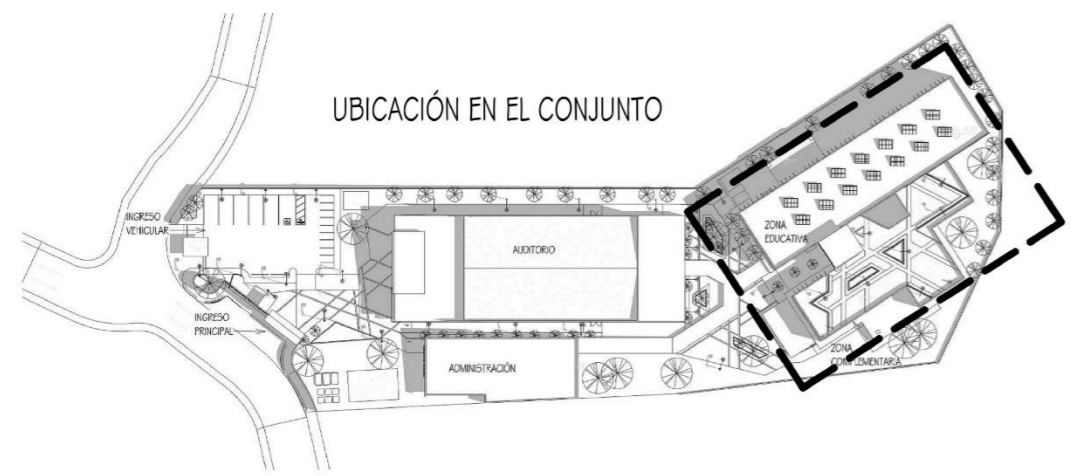 UBICACIÓN EN EL CONJUNTO
INGRESO
VEHICULAR
INGRESO
PRINCIPAL
AUDITORIO
ADMINISTRACIÓN
ZONA
EDUCATIVA
ZONA
COMPLEMENTARIA